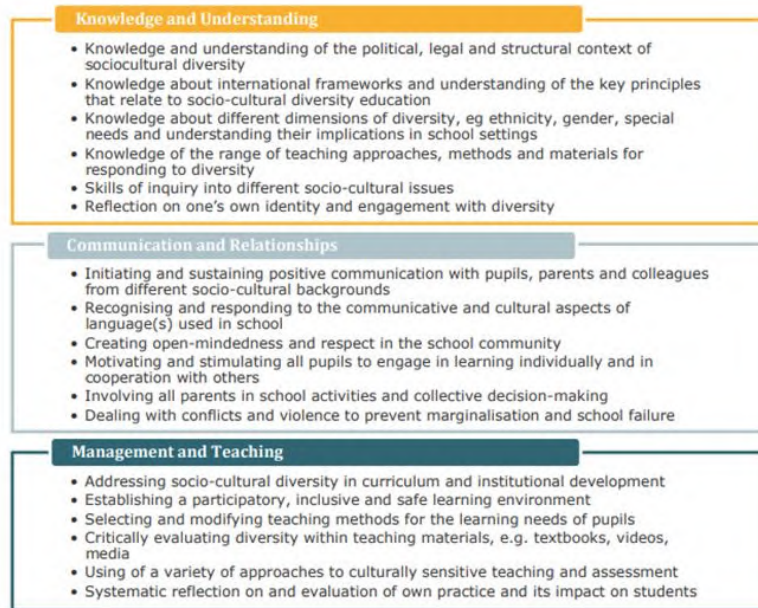 Knowledge and Understanding
• Knowledge and understanding of the political, legal and structural context of
sociocultural diversity
• Knowledge about international frameworks and understanding of the key principles
that relate to socio-cultural diversity education
• Knowledge about different dimensions of diversity, eg ethnicity, gender, special
needs and understanding their implications in school settings
• Knowledge of the range of teaching approaches, methods and materials for
responding to diversity
• Skills of inquiry into different socio-cultural issues
• Reflection on one's own identity and engagement with diversity
Communication and Relationships
• Initiating and sustaining positive communication with pupils, parents and colleagues
from different socio-cultural backgrounds
• Recognising and responding to the communicative and cultural aspects of
language(s) used in school
• Creating open-mindedness and respect in the school community
• Motivating and stimulating all pupils to engage in learning individually and in
cooperation with others
• Involving all parents in school activities and collective decision-making
• Dealing with conflicts and violence to prevent marginalisation and school failure
Management and Teaching
• Addressing socio-cultural diversity in curriculum and institutional development
• Establishing a participatory, inclusive and safe learning environment
• Selecting and modifying teaching methods for the learning needs of pupils
• Critically evaluating diversity within teaching materials, e.g. textbooks, videos,
media
• Using of a variety of approaches to culturally sensitive teaching and assessment
• Systematic reflection on and evaluation of own practice and its impact on students